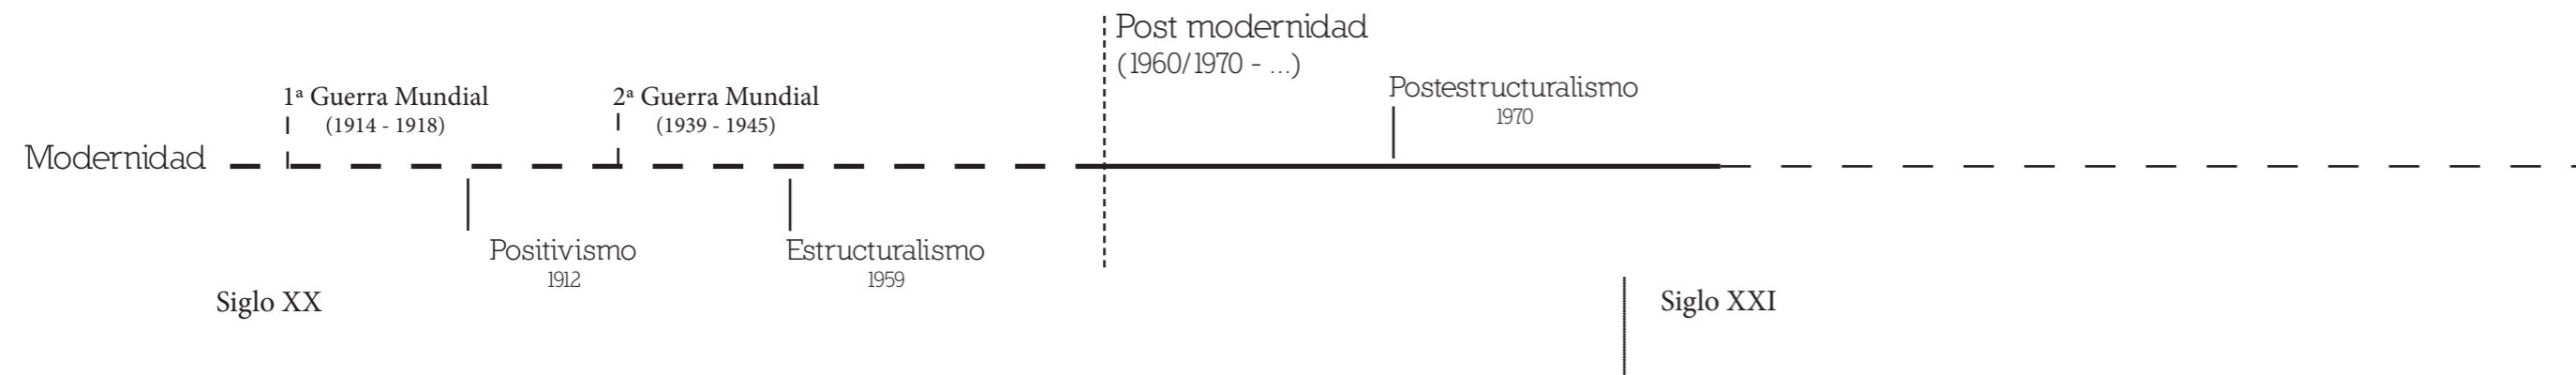 Post modernidad
(1960/1970 - ...)
Postestructuralismo
1970
1ª Guerra Mundial
(1914 - 1918)
2ª Guerra Mundial
(1939 - 1945)
Modernidad
Positivismo
1912
Estructuralismo
1959
Siglo XX
Siglo XXI